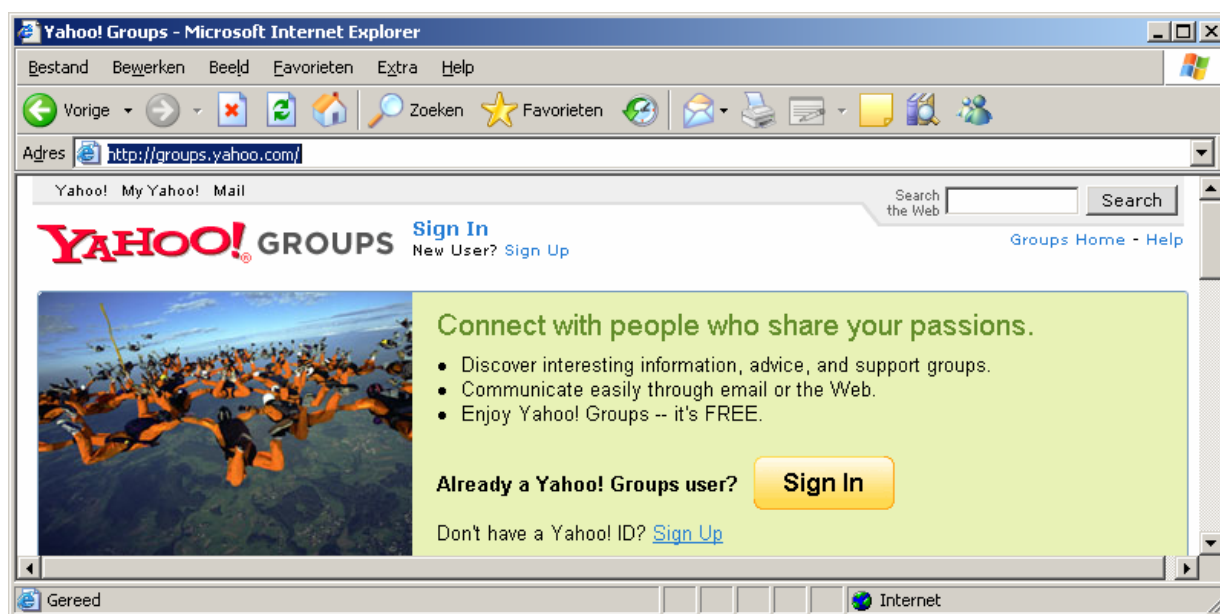 Yahoo! Groups - Microsoft Internet Explorer
Bestand Bewerken Beeld Favorieten Extra Help
Vorige Zoeken Favorieten
Adres http://groups.yahoo.com/
Yahoo! My Yahoo! Mail
Search the Web Search
YAHOO!® GROUPS
Sign In
New User? Sign Up
Groups Home - Help
Connect with people who share your passions.
• Discover interesting information, advice, and support groups.
• Communicate easily through email or the Web.
• Enjoy Yahoo! Groups -- it's FREE.
Already a Yahoo! Groups user? Sign In
Don't have a Yahoo! ID? Sign Up
Gereed Internet